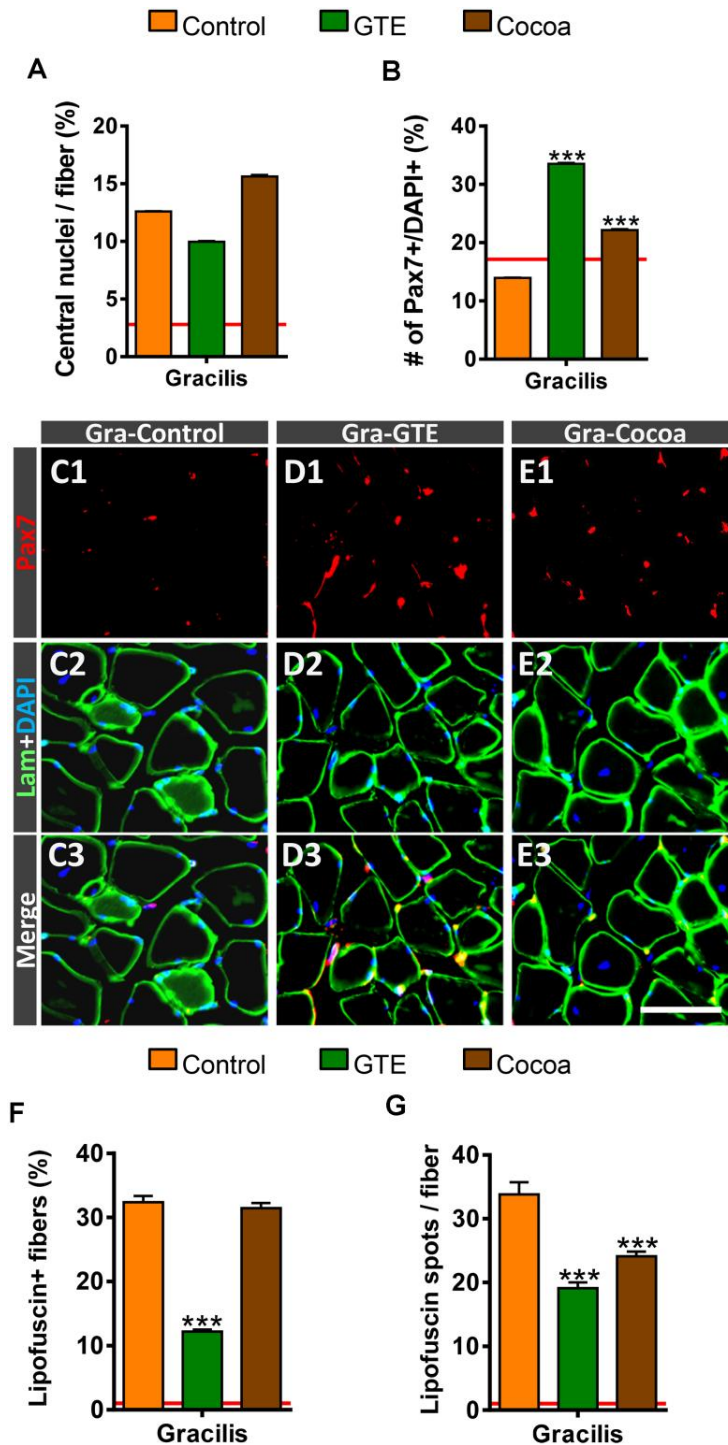 Control GTE Cocoa
A
B
Central nuclei / fiber (%)
20
15
10
5
0
Gracilis
# of Pax7+/DAPI+ (%)
40
30
20
10
0
***
***
Gracilis
Gra-Control Gra-GTE Gra-Cocoa
Pax7
C1 D1 E1
Lam+DAPI
C2 D2 E2
Merge
C3 D3 E3
Control GTE Cocoa
F
G
Lipofuscin+ fibers (%)
40
30
20
10
0
***
Gracilis
Lipofuscin spots / fiber
40
30
20
10
0
***
***
Gracilis